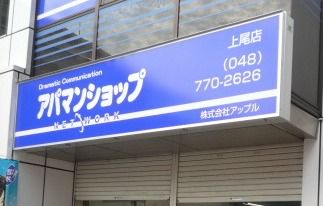 Dramatic Communication
アパマンショップ
NETWORK
上尾店
(048)
770-2626
株式会社アップル